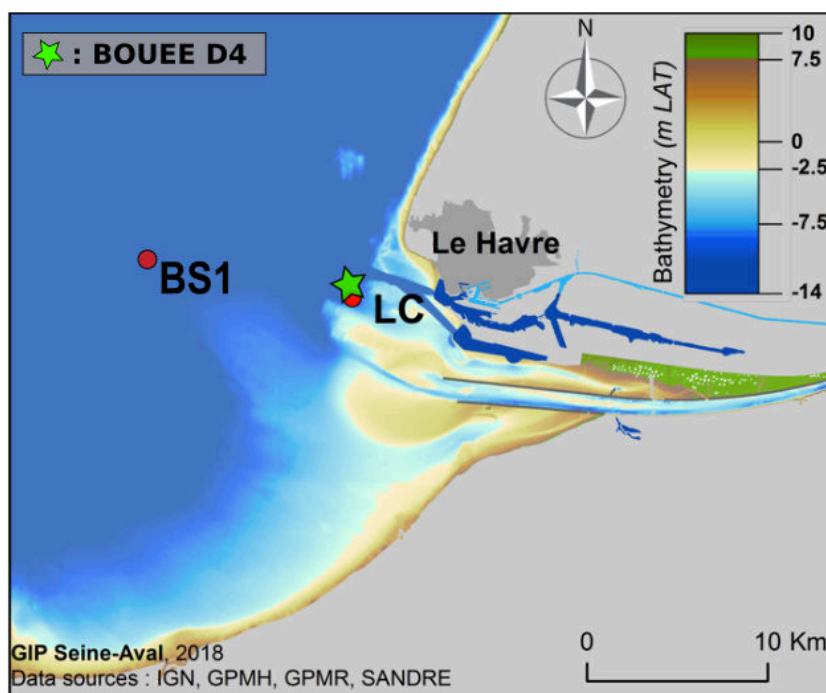 : BOUEE D4
N
10
7.5
0
-2.5
-7.5
-14
Bathymetry (m LAT)
Le Havre
BS1
LC
0
10 Km
GIP Seine-Aval, 2018
Data sources : IGN, GPMH, GPMR, SANDRE